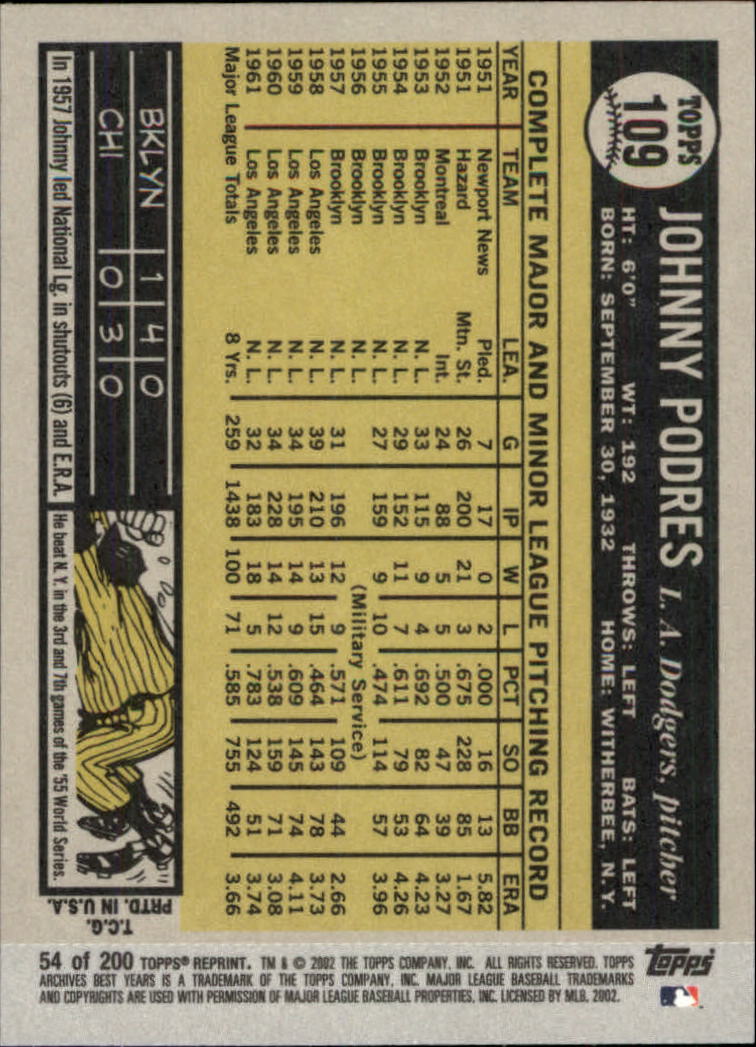 TOPPS
109
JOHNNY PODRES L. A. Dodgers, pitcher
HT: 6'0" WT: 192 THROWS: LEFT BATS: LEFT
BORN: SEPTEMBER 30, 1932 HOME: WITHERBEE, N.Y.
COMPLETE MAJOR AND MINOR LEAGUE PITCHING RECORD
YEAR TEAM LEA. G IP W L PCT SO BB ERA
1951 Newport News Pied. 7 17 0 2 .000 16 13 5.82
1951 Hazard Mtn. St. 26 200 21 3 .675 228 85 1.67
1952 Montreal Int. 24 88 5 5 .500 47 39 3.27
1953 Brooklyn N. L. 33 115 9 4 .692 82 64 4.23
1954 Brooklyn N. L. 29 152 11 7 .611 79 53 4.26
1955 Brooklyn N. L. 27 159 9 10 .474 114 57 3.96
1956 Brooklyn N. L. (Military Service)
1957 Brooklyn N. L. 31 196 12 9 .571 109 44 2.66
1958 Los Angeles N. L. 39 210 13 15 .464 143 78 3.73
1959 Los Angeles N. L. 34 195 14 9 .609 145 74 4.11
1960 Los Angeles N. L. 34 228 14 12 .538 159 71 3.08
1961 Los Angeles N. L. 32 183 18 5 .783 124 51 3.74
Major League Totals 8 Yrs. 259 1438 100 71 .585 755 492 3.66
BKLYN 1 4 0
CHI 0 3 0
In 1957 Johnny led National Lg. in shutouts (6) and E.R.A.
He beat N. Y. in the 3rd and 7th games of the '55 World Series.
T.C.G.
PRTD. IN U.S.A.
54 of 200 TOPPS® REPRINT. TM & © 2002 THE TOPPS COMPANY, INC. ALL RIGHTS RESERVED. TOPPS
ARCHIVES BEST YEARS IS A TRADEMARK OF THE TOPPS COMPANY, INC. MAJOR LEAGUE BASEBALL TRADEMARKS
AND COPYRIGHTS ARE USED WITH PERMISSION OF MAJOR LEAGUE BASEBALL PROPERTIES, INC. LICENSED BY MLB, 2002.
topps